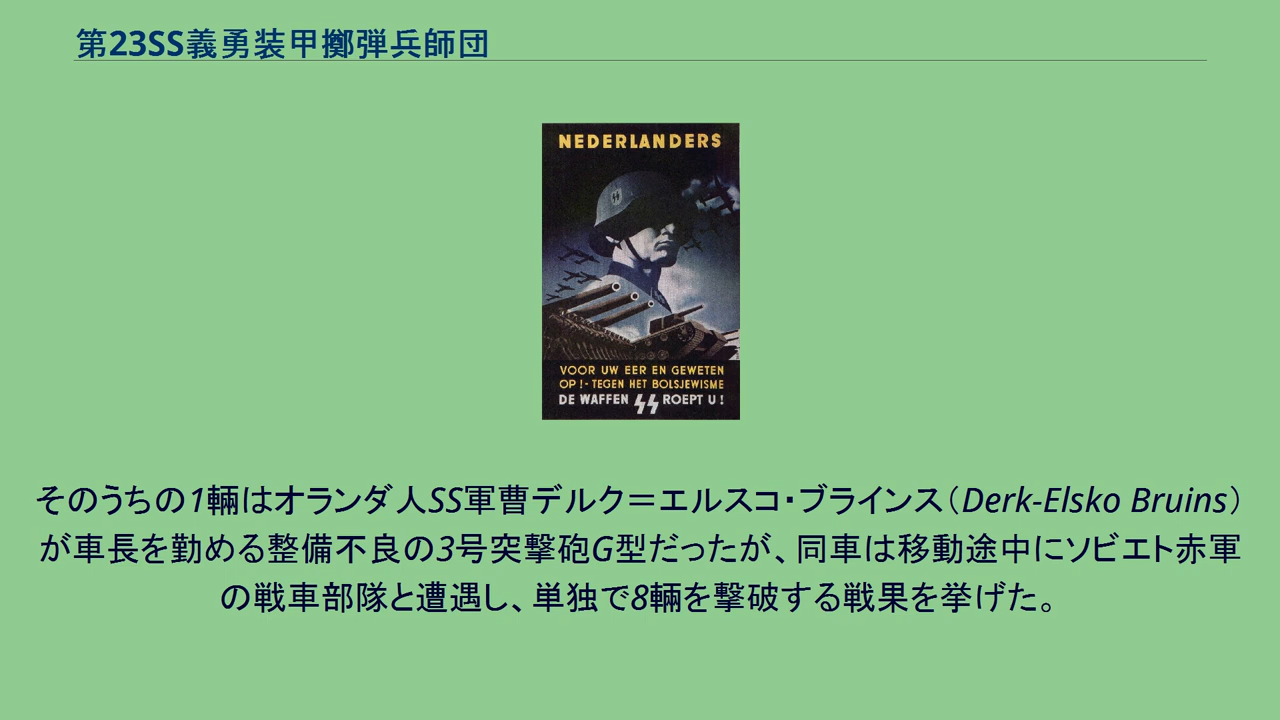 第23SS義勇装甲擲弾兵師団
NEDERLANDERS
VOOR UW EER EN GEWETEN
OP!-TEGEN HET BOLSJEWISME
DE WAFFEN SS ROEPT U!
そのうちの1輛はオランダ人SS軍曹デルク＝エルスコ・ブラインス（Derk-Elsko Bruins）
が車長を勤める整備不良の3号突撃砲G型だったが、同車は移動途中にソビエト赤軍
の戦車部隊と遭遇し、単独で8輛を撃破する戦果を挙げた。